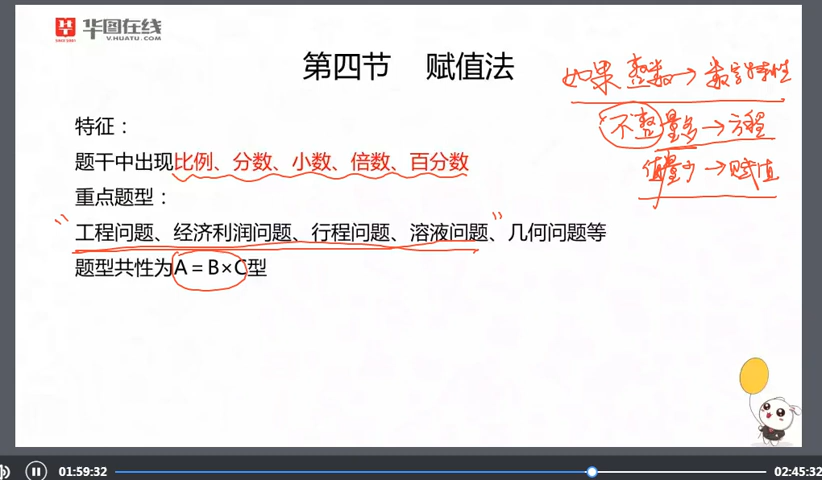 华图在线
V.HUATU.COM
第四节 赋值法
如果整数→数字特性
不整 量多→方程
值量少→赋值
特征：
题干中出现比例、分数、小数、倍数、百分数
重点题型：
“工程问题、经济利润问题、行程问题、溶液问题”、几何问题等
题型共性为A＝B×C型
01:59:32
02:45:32